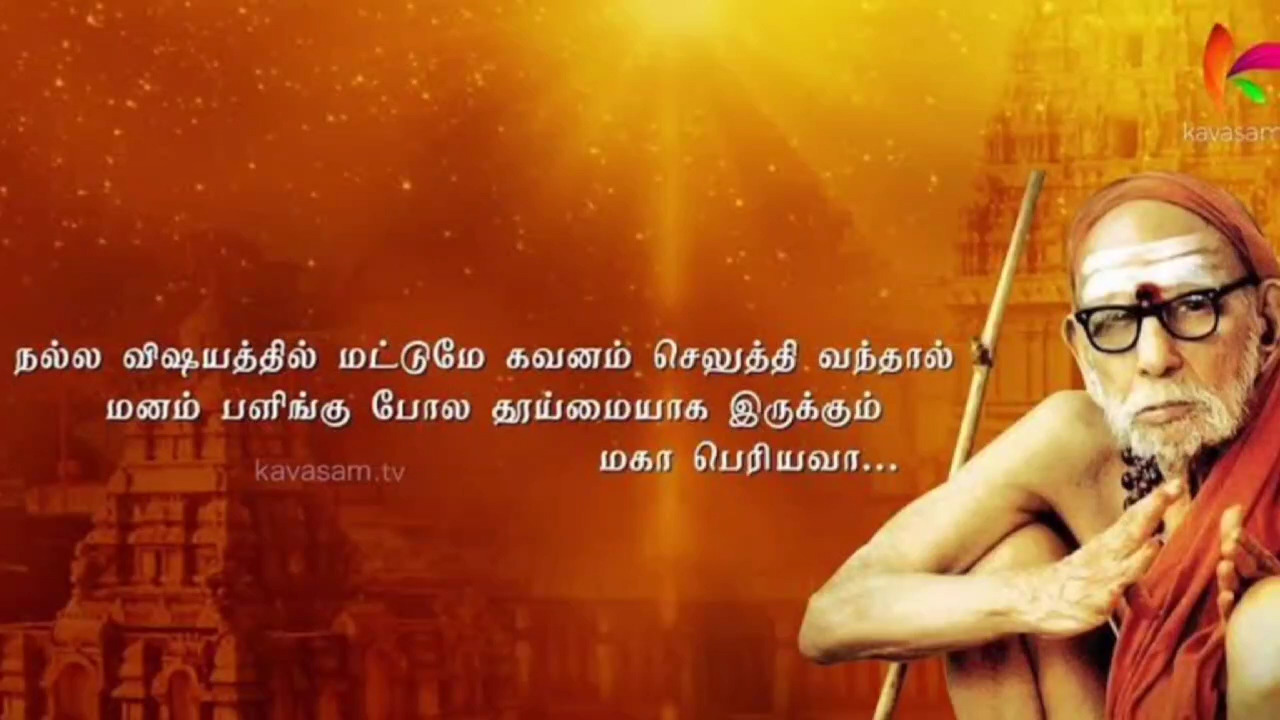 kavasam
நல்ல விஷயத்தில் மட்டுமே கவனம் செலுத்தி வந்தால்
மனம் பளிங்கு போல தூய்மையாக இருக்கும்
மகா பெரியவா...
kavasam.tv